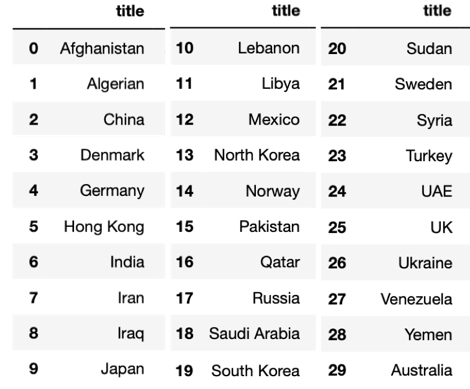 title title title
0 Afghanistan 10 Lebanon 20 Sudan
1 Algerian 11 Libya 21 Sweden
2 China 12 Mexico 22 Syria
3 Denmark 13 North Korea 23 Turkey
4 Germany 14 Norway 24 UAE
5 Hong Kong 15 Pakistan 25 UK
6 India 16 Qatar 26 Ukraine
7 Iran 17 Russia 27 Venezuela
8 Iraq 18 Saudi Arabia 28 Yemen
9 Japan 19 South Korea 29 Australia